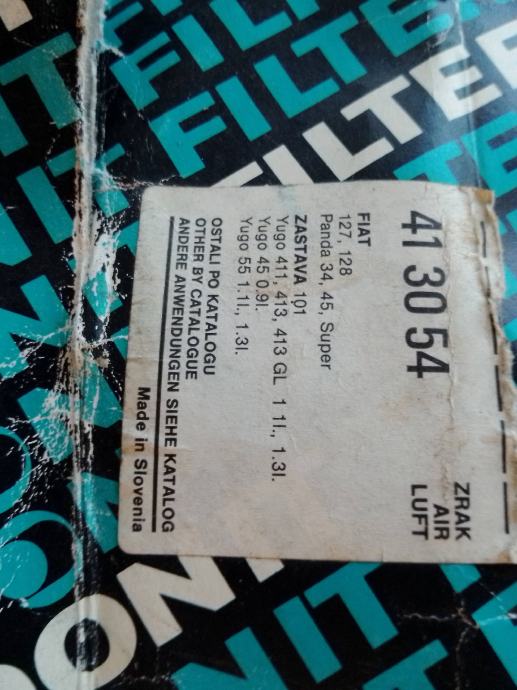 ZRAK
AIR
LUFT
41 30 54
FIAT
127, 128
Panda 34, 45, Super
ZASTAVA 101
Yugo 411, 413, 413 GL 1 1l., 1.3l.
Yugo 45 0.9l.
Yugo 55 1.1l., 1.3l.
OSTALI PO KATALOGU
OTHER BY CATALOGUE
ANDERE ANWENDUNGEN SIEHE KATALOG
Made in Slovenia
FILTER
FILTER
FILTER